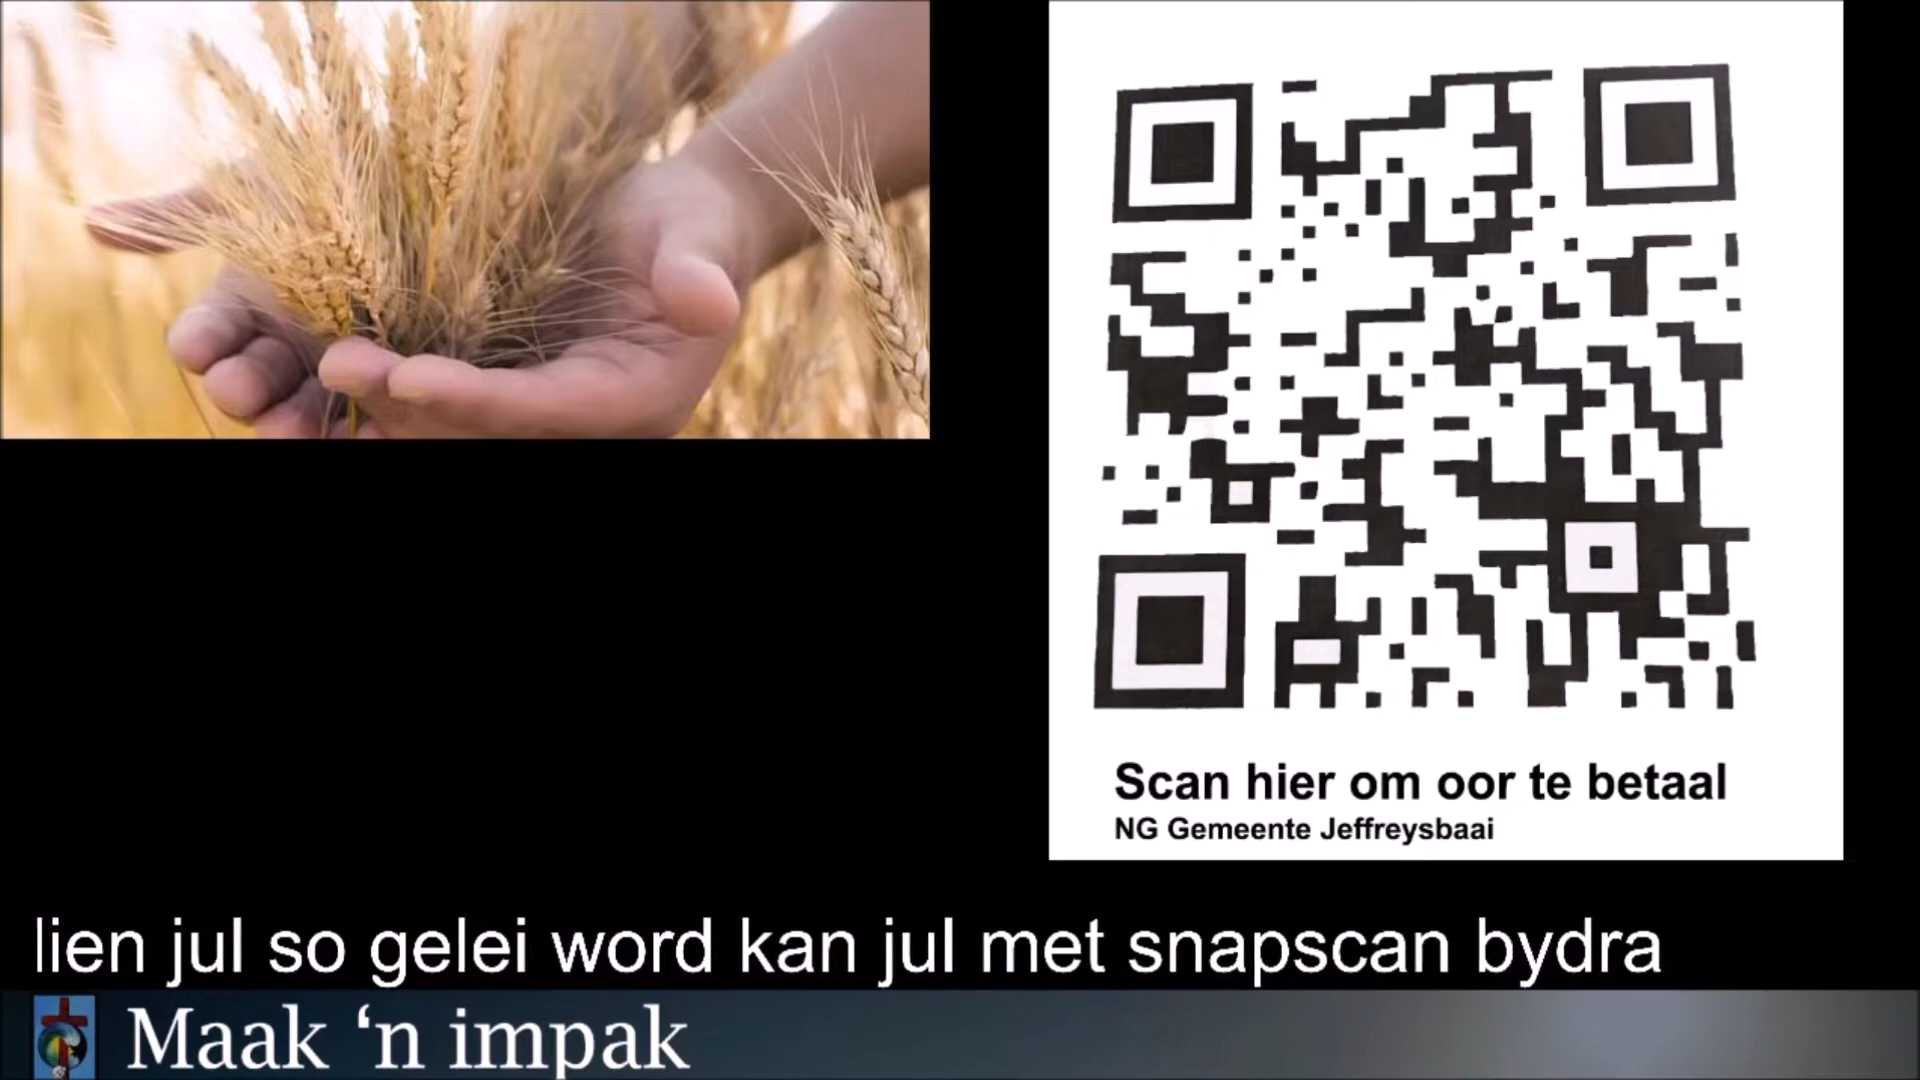 Scan hier om oor te betaal
NG Gemeente Jeffreysbaai
lien jul so gelei word kan jul met snapscan bydra
Maak ‘n impak